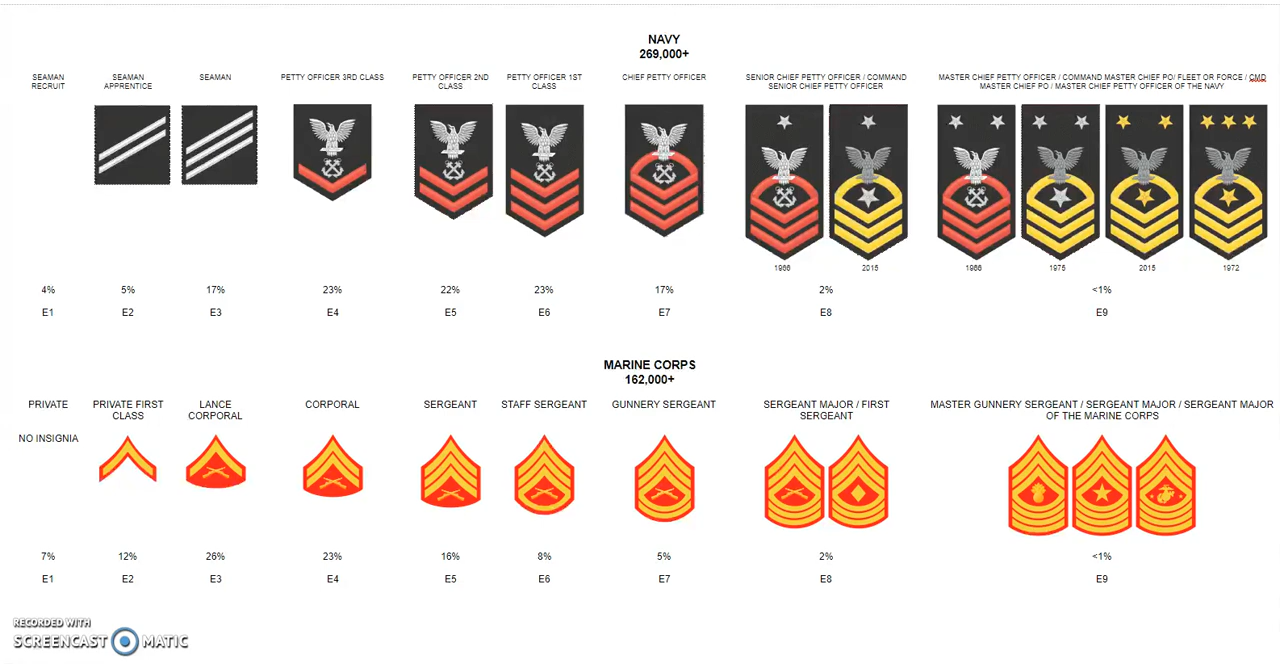 NAVY
269,000+
SEAMAN
RECRUIT
SEAMAN
APPRENTICE
SEAMAN
PETTY OFFICER 3RD CLASS
PETTY OFFICER 2ND
CLASS
PETTY OFFICER 1ST
CLASS
CHIEF PETTY OFFICER
SENIOR CHIEF PETTY OFFICER / COMMAND
SENIOR CHIEF PETTY OFFICER
MASTER CHIEF PETTY OFFICER / COMMAND MASTER CHIEF PO/ FLEET OR FORCE / CMD
MASTER CHIEF PO / MASTER CHIEF PETTY OFFICER OF THE NAVY
1966 2015 1966 1975 2015 1972
4% 5% 17% 23% 22% 23% 17% 2% <1%
E1 E2 E3 E4 E5 E6 E7 E8 E9
MARINE CORPS
162,000+
PRIVATE
PRIVATE FIRST
CLASS
LANCE
CORPORAL
CORPORAL
SERGEANT
STAFF SERGEANT
GUNNERY SERGEANT
SERGEANT MAJOR / FIRST
SERGEANT
MASTER GUNNERY SERGEANT / SERGEANT MAJOR / SERGEANT MAJOR
OF THE MARINE CORPS
NO INSIGNIA
7% 12% 26% 23% 16% 8% 5% 2% <1%
E1 E2 E3 E4 E5 E6 E7 E8 E9
RECORDED WITH
SCREENCAST MATIC